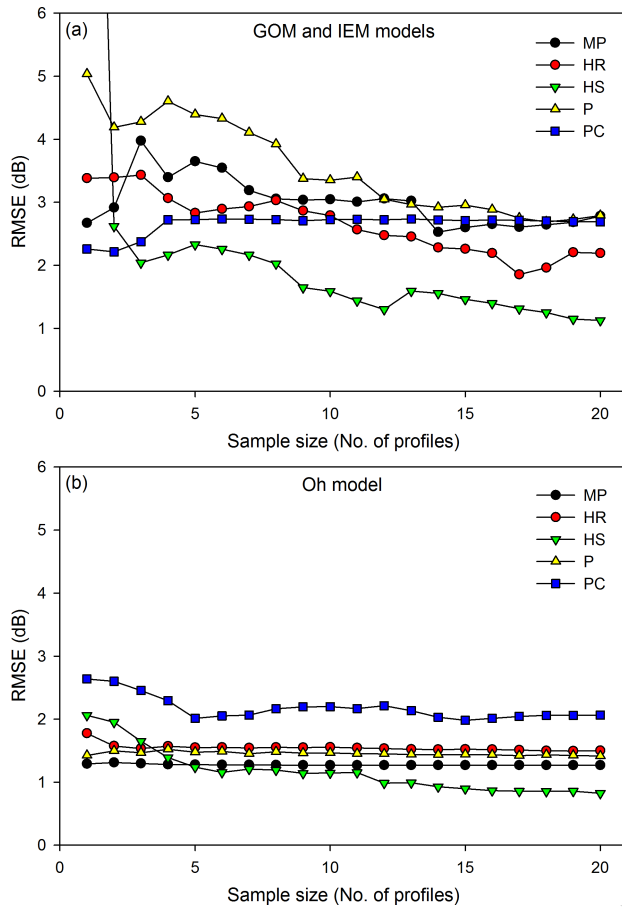 (a)
GOM and IEM models
MP
HR
HS
P
PC
RMSE (dB)
6
5
4
3
2
1
0
0
5
10
15
20
Sample size (No. of profiles)
(b)
Oh model
MP
HR
HS
P
PC
RMSE (dB)
6
5
4
3
2
1
0
0
5
10
15
20
Sample size (No. of profiles)